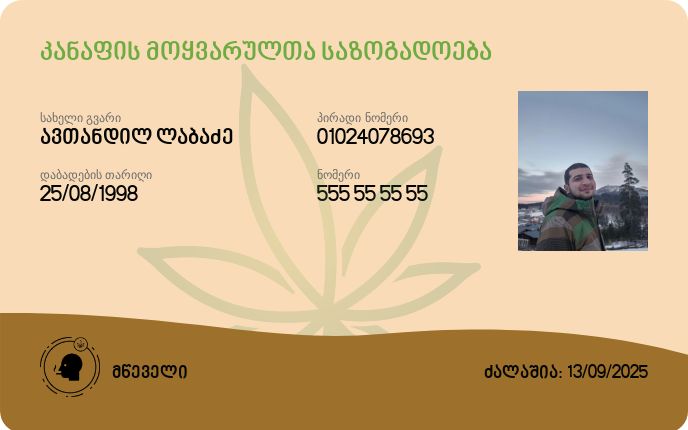 კანაფის მოყვარულთა საზოგადოება
სახელი გვარი
ავთანდილ ლაბაძე
პირადი ნომერი
01024078693
დაბადების თარიღი
25/08/1998
ნომერი
555 55 55 55
მწეველი
ძალაშია: 13/09/2025